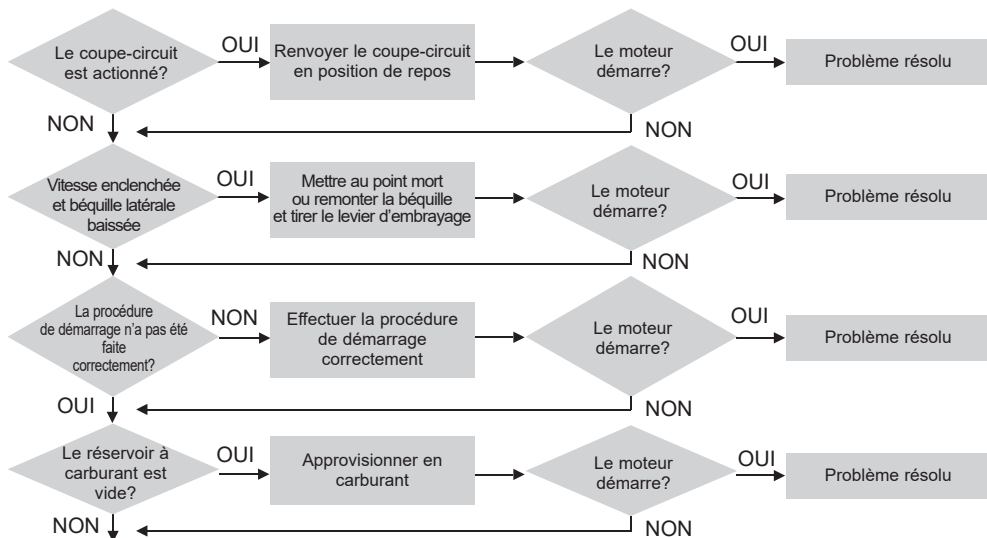 Le coupe-circuit
est actionné?
OUI
Renvoyer le coupe-circuit
en position de repos
Le moteur
démarre?
OUI
Problème résolu
NON
NON
Vitesse enclenchée
et béquille latérale
baissée
OUI
Mettre au point mort
ou remonter la béquille
et tirer le levier d'embrayage
Le moteur
démarre?
OUI
Problème résolu
NON
NON
La procédure
de démarrage n'a pas été
faite
correctement?
NON
Effectuer la procédure
de démarrage
correctement
Le moteur
démarre?
OUI
Problème résolu
OUI
NON
Le réservoir à
carburant est
vide?
OUI
Approvisionner en
carburant
Le moteur
démarre?
OUI
Problème résolu
NON
NON